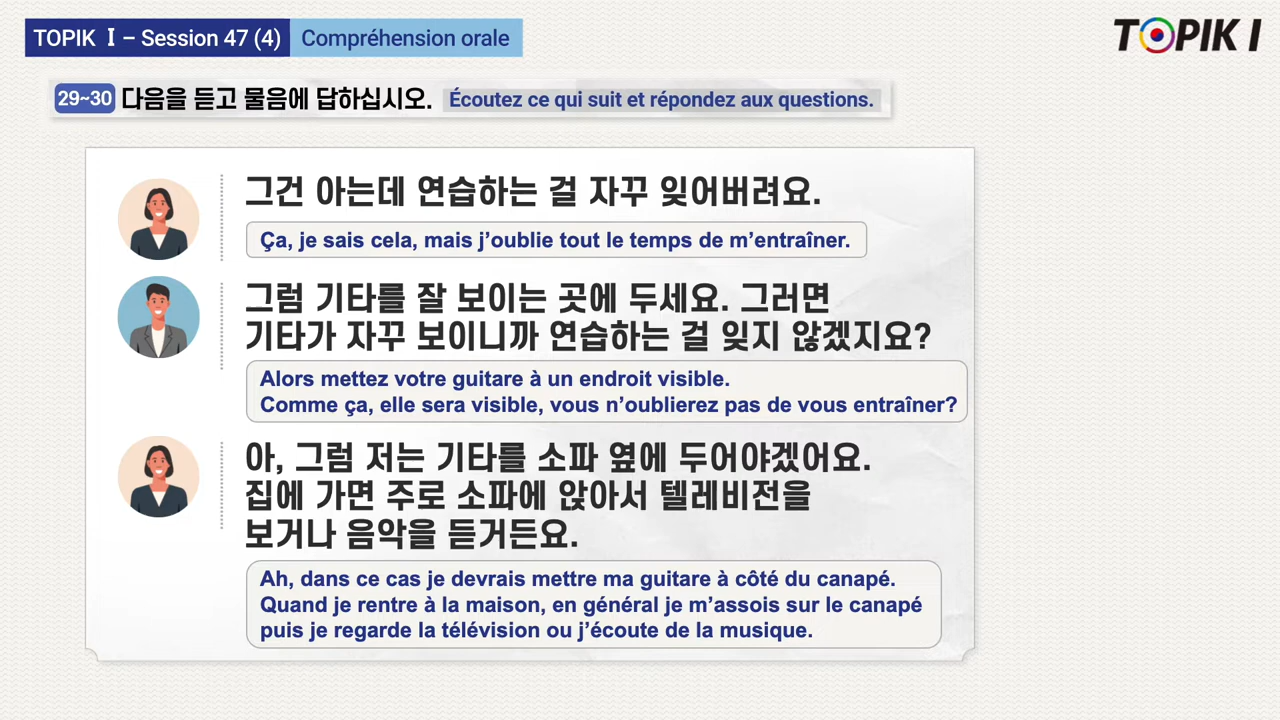 TOPIK Ⅰ – Session 47 (4) Compréhension orale
TOPIK I
29~30 다음을 듣고 물음에 답하십시오. Écoutez ce qui suit et répondez aux questions.
그건 아는데 연습하는 걸 자꾸 잊어버려요.
Ça, je sais cela, mais j’oublie tout le temps de m’entraîner.
그럼 기타를 잘 보이는 곳에 두세요. 그러면
기타가 자꾸 보이니까 연습하는 걸 잊지 않겠지요?
Alors mettez votre guitare à un endroit visible.
Comme ça, elle sera visible, vous n’oublierez pas de vous entraîner?
아, 그럼 저는 기타를 소파 옆에 두어야겠어요.
집에 가면 주로 소파에 앉아서 텔레비전을
보거나 음악을 듣거든요.
Ah, dans ce cas je devrais mettre ma guitare à côté du canapé.
Quand je rentre à la maison, en général je m’assois sur le canapé
puis je regarde la télévision ou j’écoute de la musique.